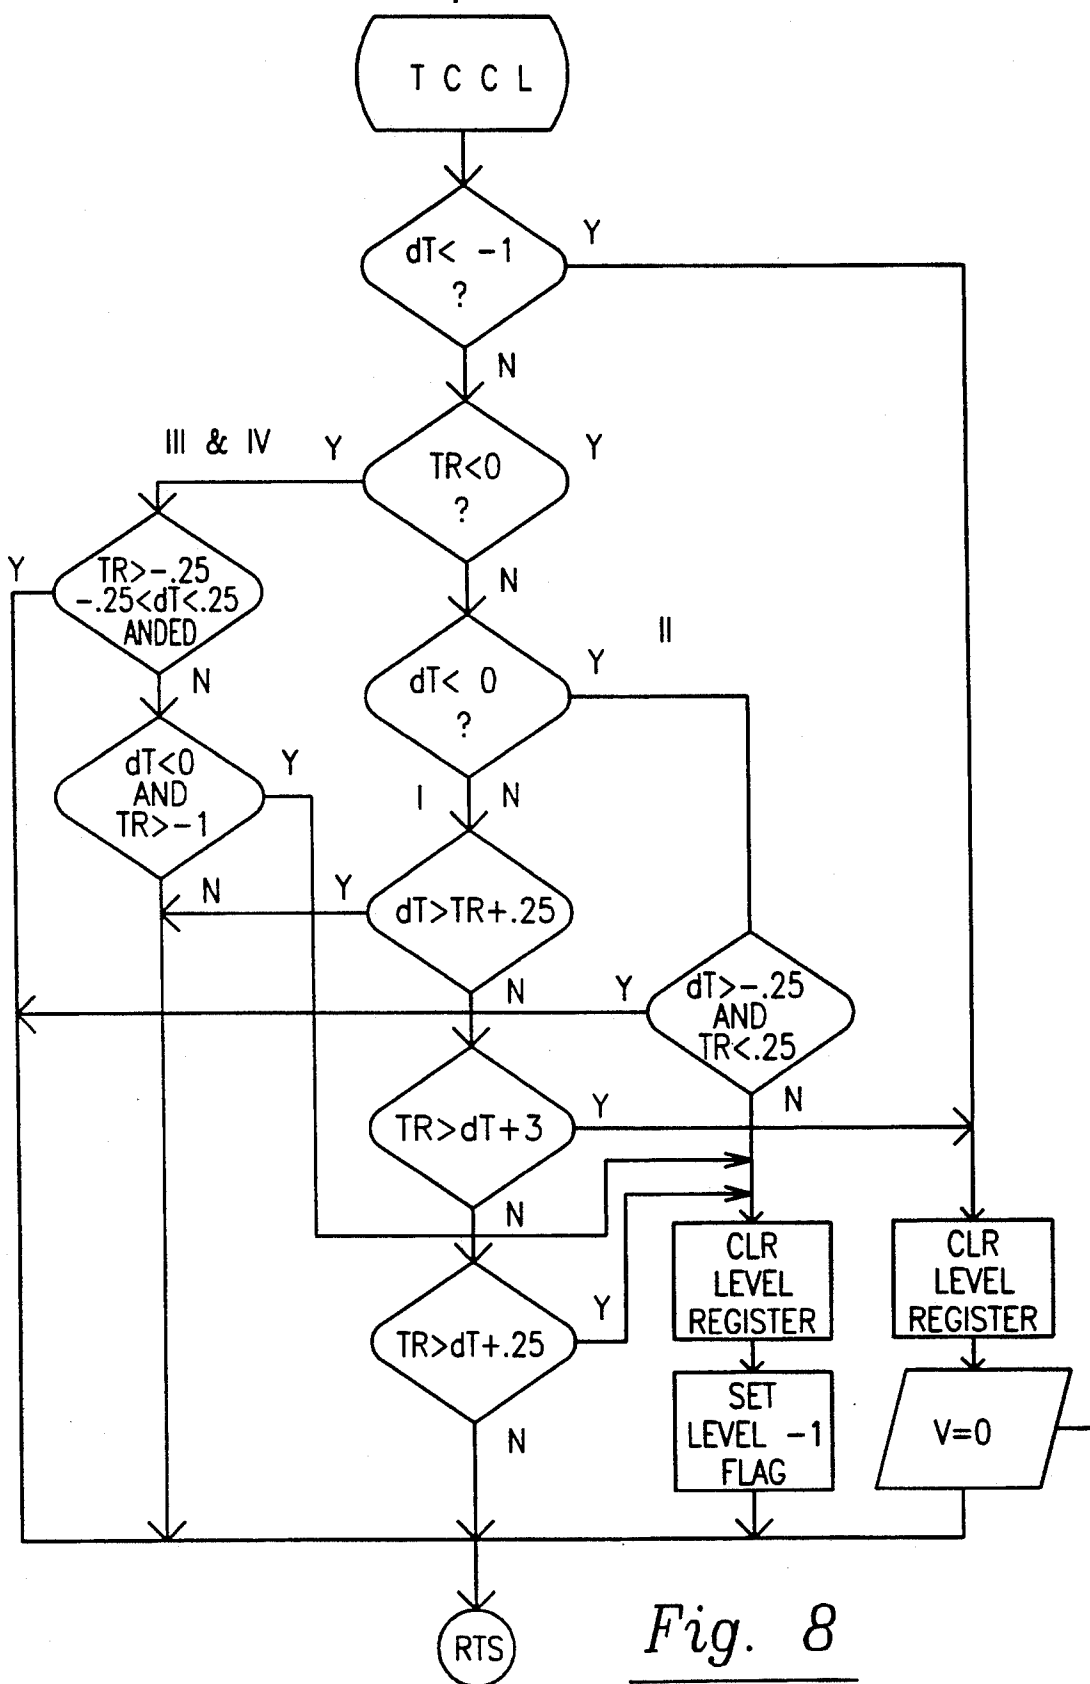 T C C L
dT< -1
?
Y
N
III & IV
Y
TR<0
?
Y
N
Y
TR>-.25
-.25<dT<.25
ANDED
N
dT< 0
?
Y
II
dT<0
AND
TR>-1
Y
I
N
N
Y
dT>TR+.25
N
Y
dT>-.25
AND
TR<.25
N
TR>dT+3
Y
N
TR>dT+.25
Y
N
CLR
LEVEL
REGISTER
CLR
LEVEL
REGISTER
SET
LEVEL -1
FLAG
V=0
RTS
Fig. 8